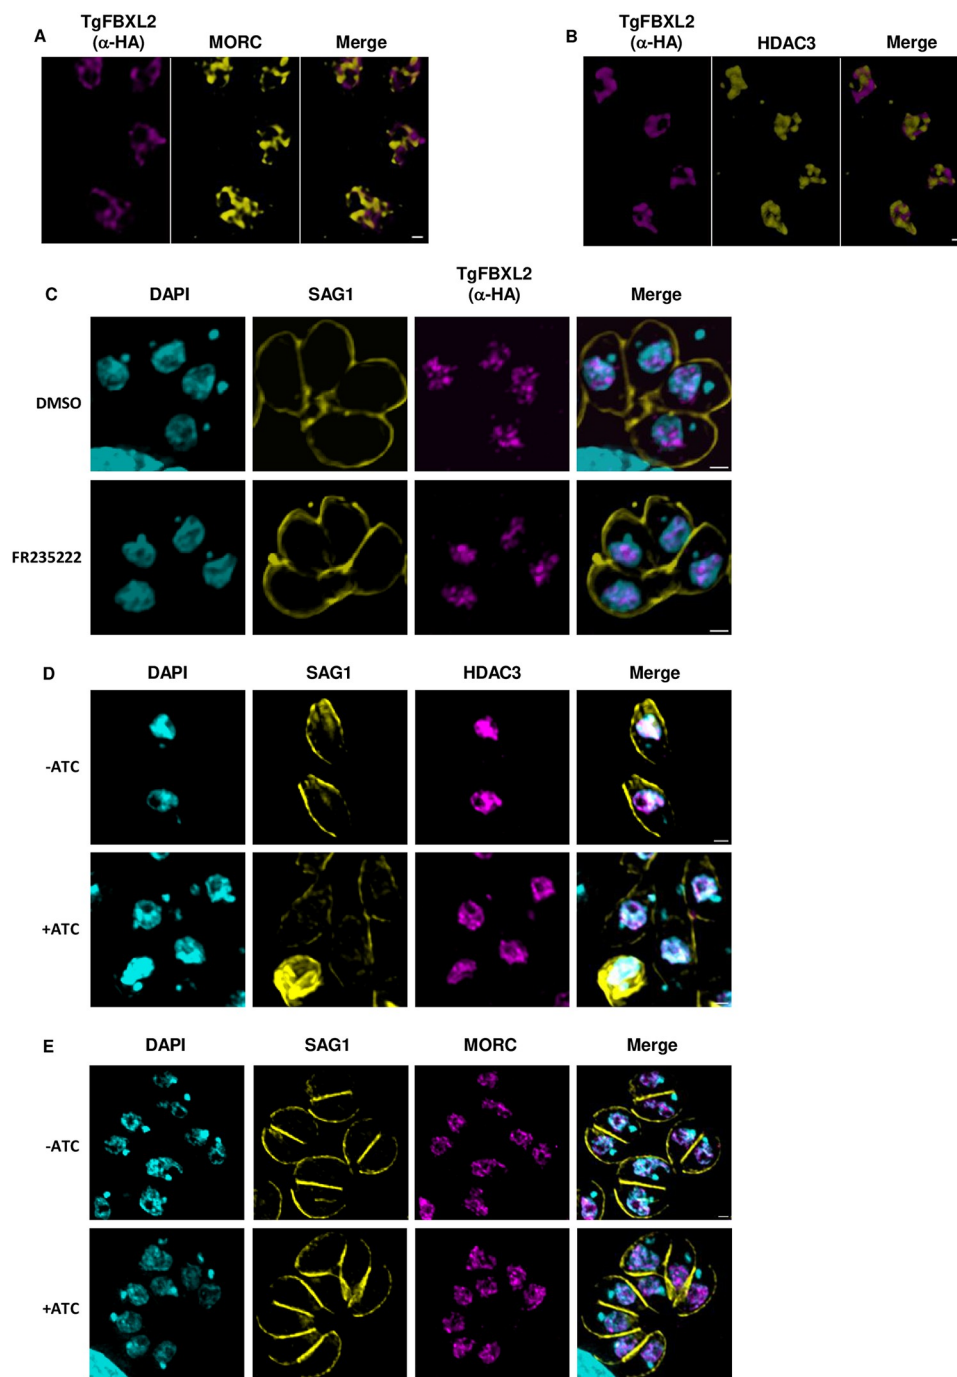 A
TgFBXL2
(α-HA)
MORC
Merge
B
TgFBXL2
(α-HA)
HDAC3
Merge
C
DAPI
SAG1
TgFBXL2
(α-HA)
Merge
DMSO
FR235222
D
DAPI
SAG1
HDAC3
Merge
-ATC
+ATC
E
DAPI
SAG1
MORC
Merge
-ATC
+ATC